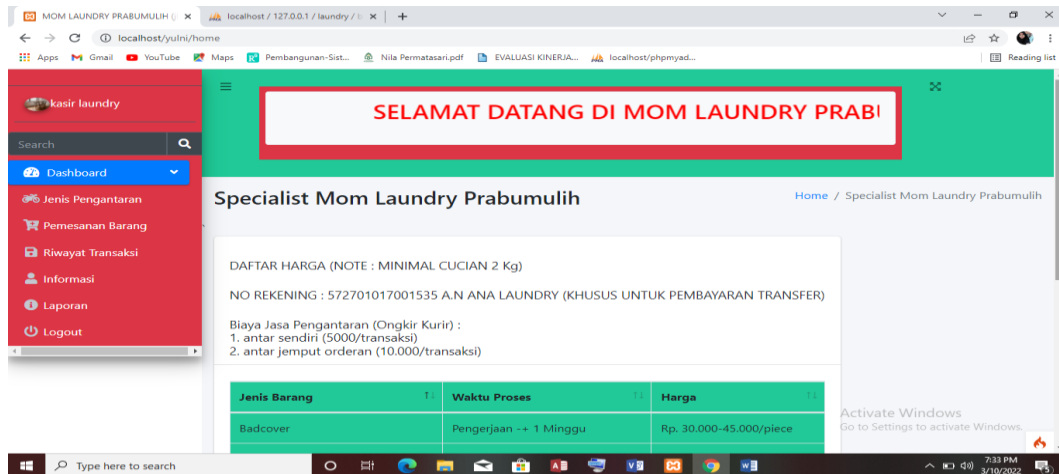 MOM LAUNDRY PRABUMULIH
localhost / 127.0.0.1 / laundry /
localhost/yulni/home
Apps
Gmail
YouTube
Maps
Pembangunan-Sist...
Nila Permatasari.pdf
EVALUASI KINERJA...
localhost/phpmyad...
Reading list
kasir laundry
Search
Dashboard
Jenis Pengantaran
Pemesanan Barang
Riwayat Transaksi
Informasi
Laporan
Logout
SELAMAT DATANG DI MOM LAUNDRY PRABU
Specialist Mom Laundry Prabumulih
Home / Specialist Mom Laundry Prabumulih
DAFTAR HARGA (NOTE : MINIMAL CUCIAN 2 Kg)
NO REKENING : 572701017001535 A.N ANA LAUNDRY (KHUSUS UNTUK PEMBAYARAN TRANSFER)
Biaya Jasa Pengantaran (Ongkir Kurir) :
1. antar sendiri (5000/transaksi)
2. antar jemput orderan (10.000/transaksi)
Jenis Barang Waktu Proses Harga
Badcover Pengerjaan -+ 1 Minggu Rp. 30.000-45.000/piece
Activate Windows
Go to Settings to activate Windows.
Type here to search
7:33 PM
3/10/2022